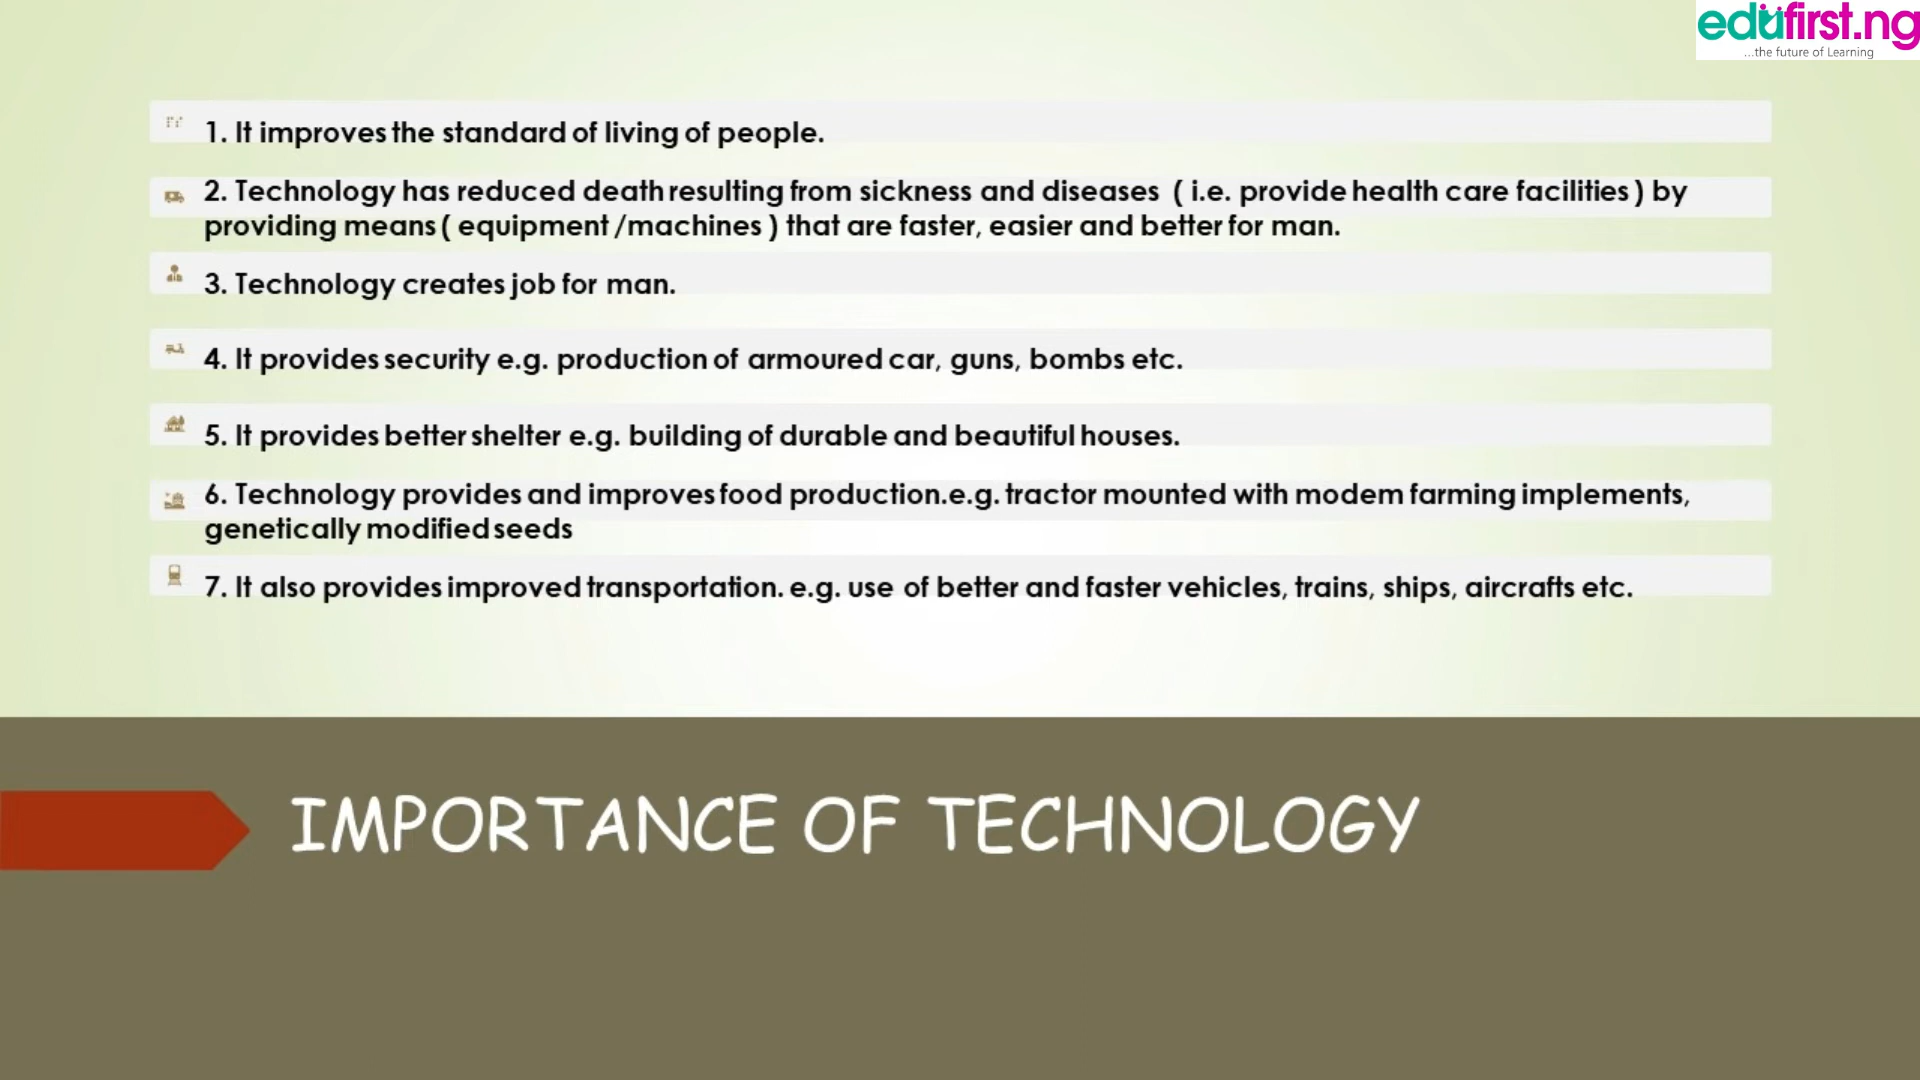 edufirst.ng
...the future of Learning
1. It improves the standard of living of people.
2. Technology has reduced death resulting from sickness and diseases ( i.e. provide health care facilities ) by
providing means ( equipment /machines ) that are faster, easier and better for man.
3. Technology creates job for man.
4. It provides security e.g. production of armoured car, guns, bombs etc.
5. It provides better shelter e.g. building of durable and beautiful houses.
6. Technology provides and improves food production.e.g. tractor mounted with modem farming implements,
genetically modified seeds
7. It also provides improved transportation. e.g. use of better and faster vehicles, trains, ships, aircrafts etc.
IMPORTANCE OF TECHNOLOGY